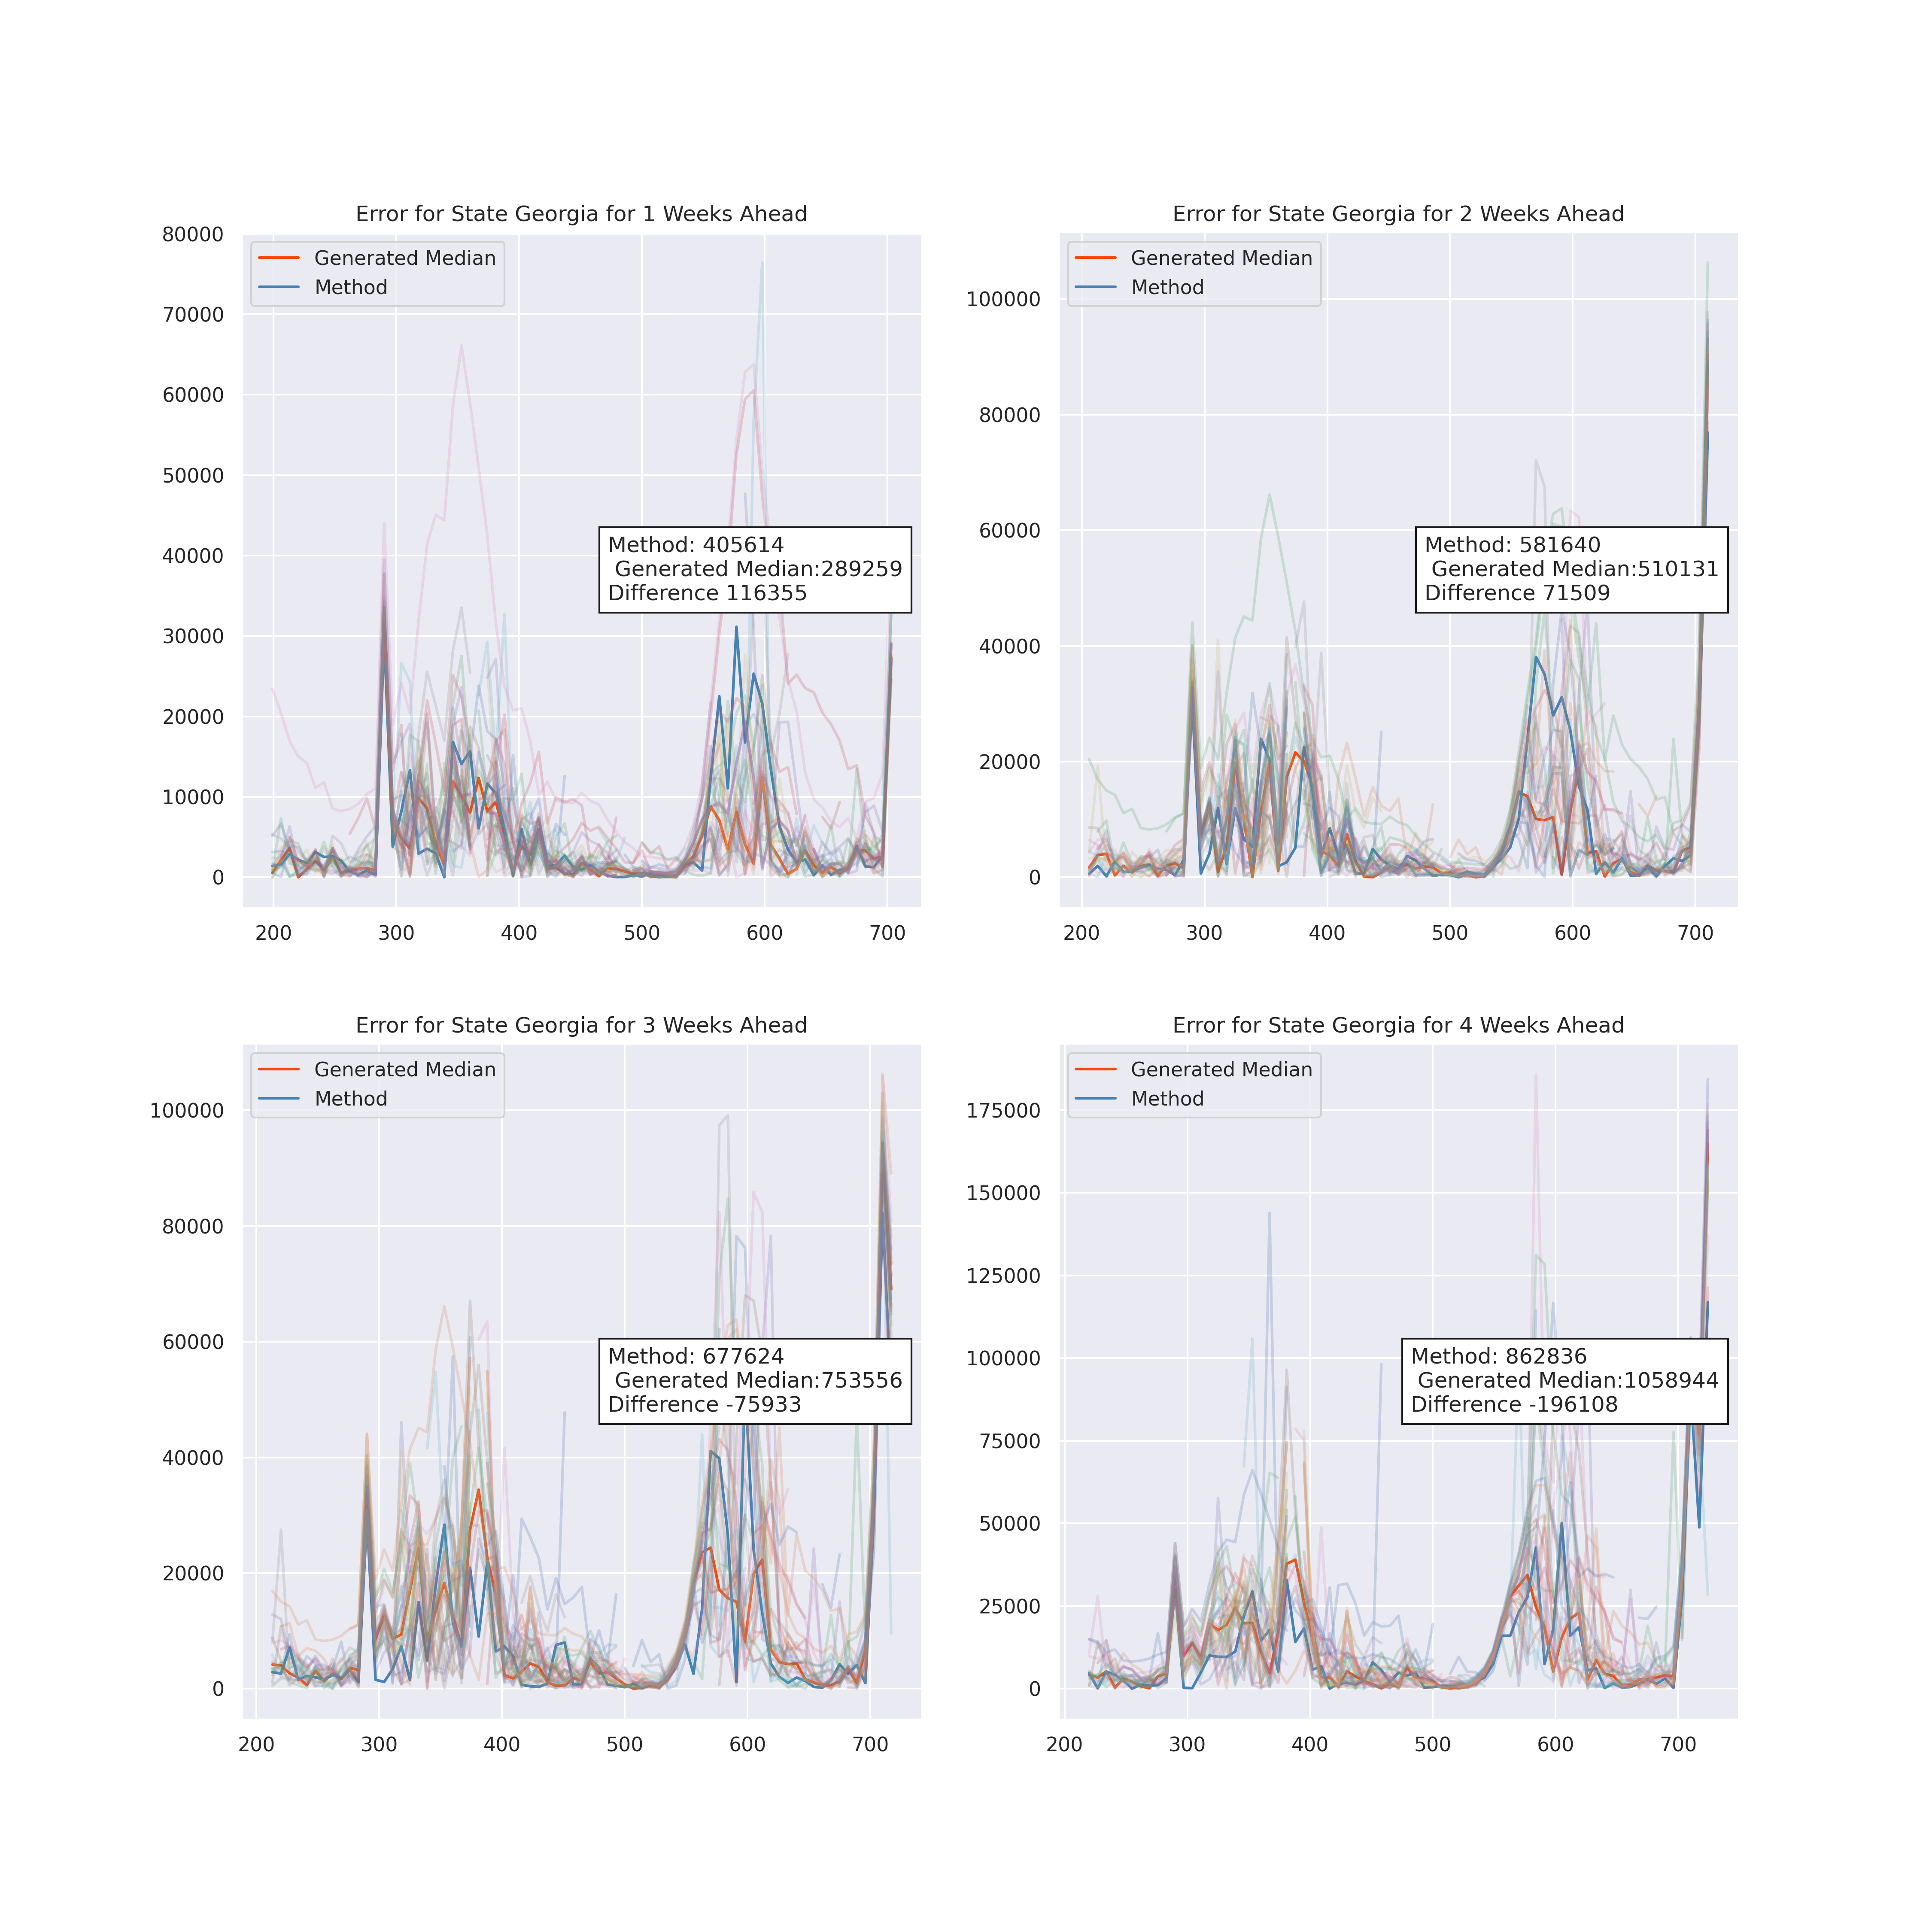 Error for State Georgia for 1 Weeks Ahead
80000
70000
60000
50000
40000
30000
20000
10000
0
Generated Median
Method
Method: 405614
Generated Median:289259
Difference 116355
200 300 400 500 600 700
Error for State Georgia for 2 Weeks Ahead
100000
80000
60000
40000
20000
0
Generated Median
Method
Method: 581640
Generated Median:510131
Difference 71509
200 300 400 500 600 700
Error for State Georgia for 3 Weeks Ahead
100000
80000
60000
40000
20000
0
Generated Median
Method
Method: 677624
Generated Median:753556
Difference -75933
200 300 400 500 600 700
Error for State Georgia for 4 Weeks Ahead
175000
150000
125000
100000
75000
50000
25000
0
Generated Median
Method
Method: 862836
Generated Median:1058944
Difference -196108
200 300 400 500 600 700